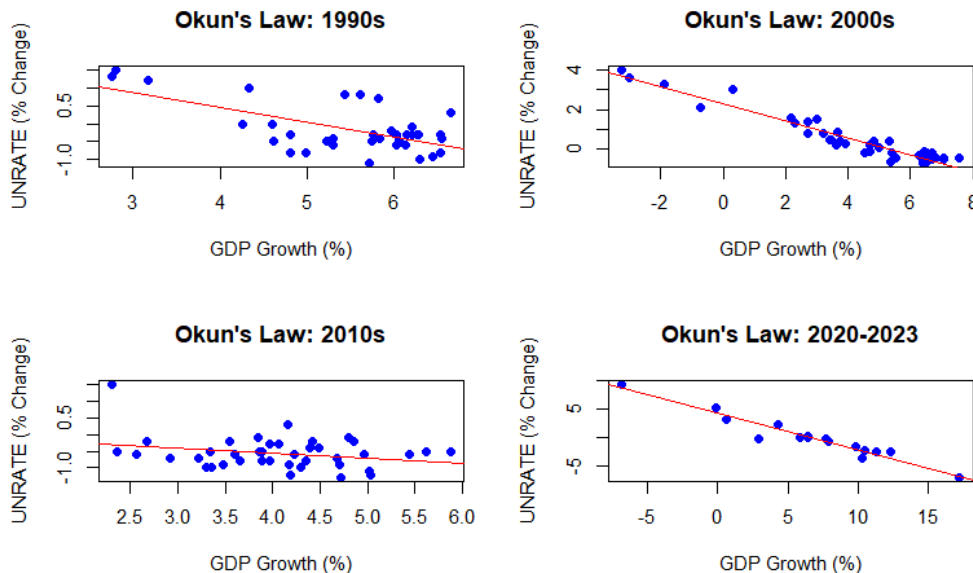 Okun's Law: 1990s
UNRATE (% Change)
0.5
-1.0
3 4 5 6
GDP Growth (%)
Okun's Law: 2000s
UNRATE (% Change)
4
2
0
-2 0 2 4 6 8
GDP Growth (%)
Okun's Law: 2010s
UNRATE (% Change)
0.5
-1.0
2.5 3.0 3.5 4.0 4.5 5.0 5.5 6.0
GDP Growth (%)
Okun's Law: 2020-2023
UNRATE (% Change)
5
-5
-5 0 5 10 15
GDP Growth (%)